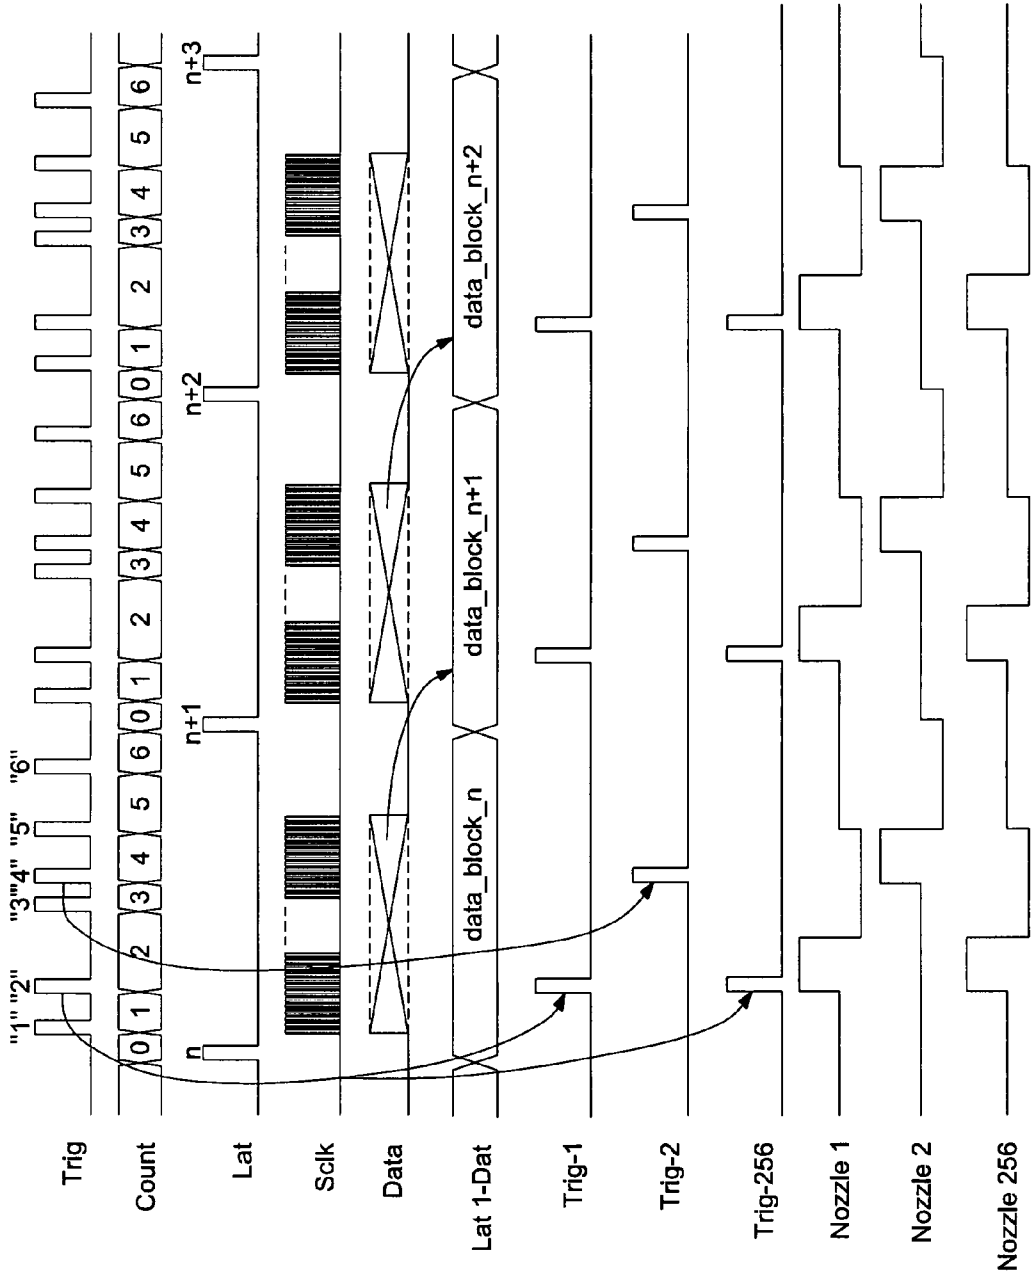 Trig "1" "2" "3" "4" "5" "6"
Count 0 1 2 3 4 5 6 0 1 2 3 4 5 6 0 1 2 3 4 5 6
Lat n n+1 n+2 n+3
Sclk
Data
Lat 1-Dat data_block_n data_block_n+1 data_block_n+2
Trig-1
Trig-2
Trig-256
Nozzle 1
Nozzle 2
Nozzle 256